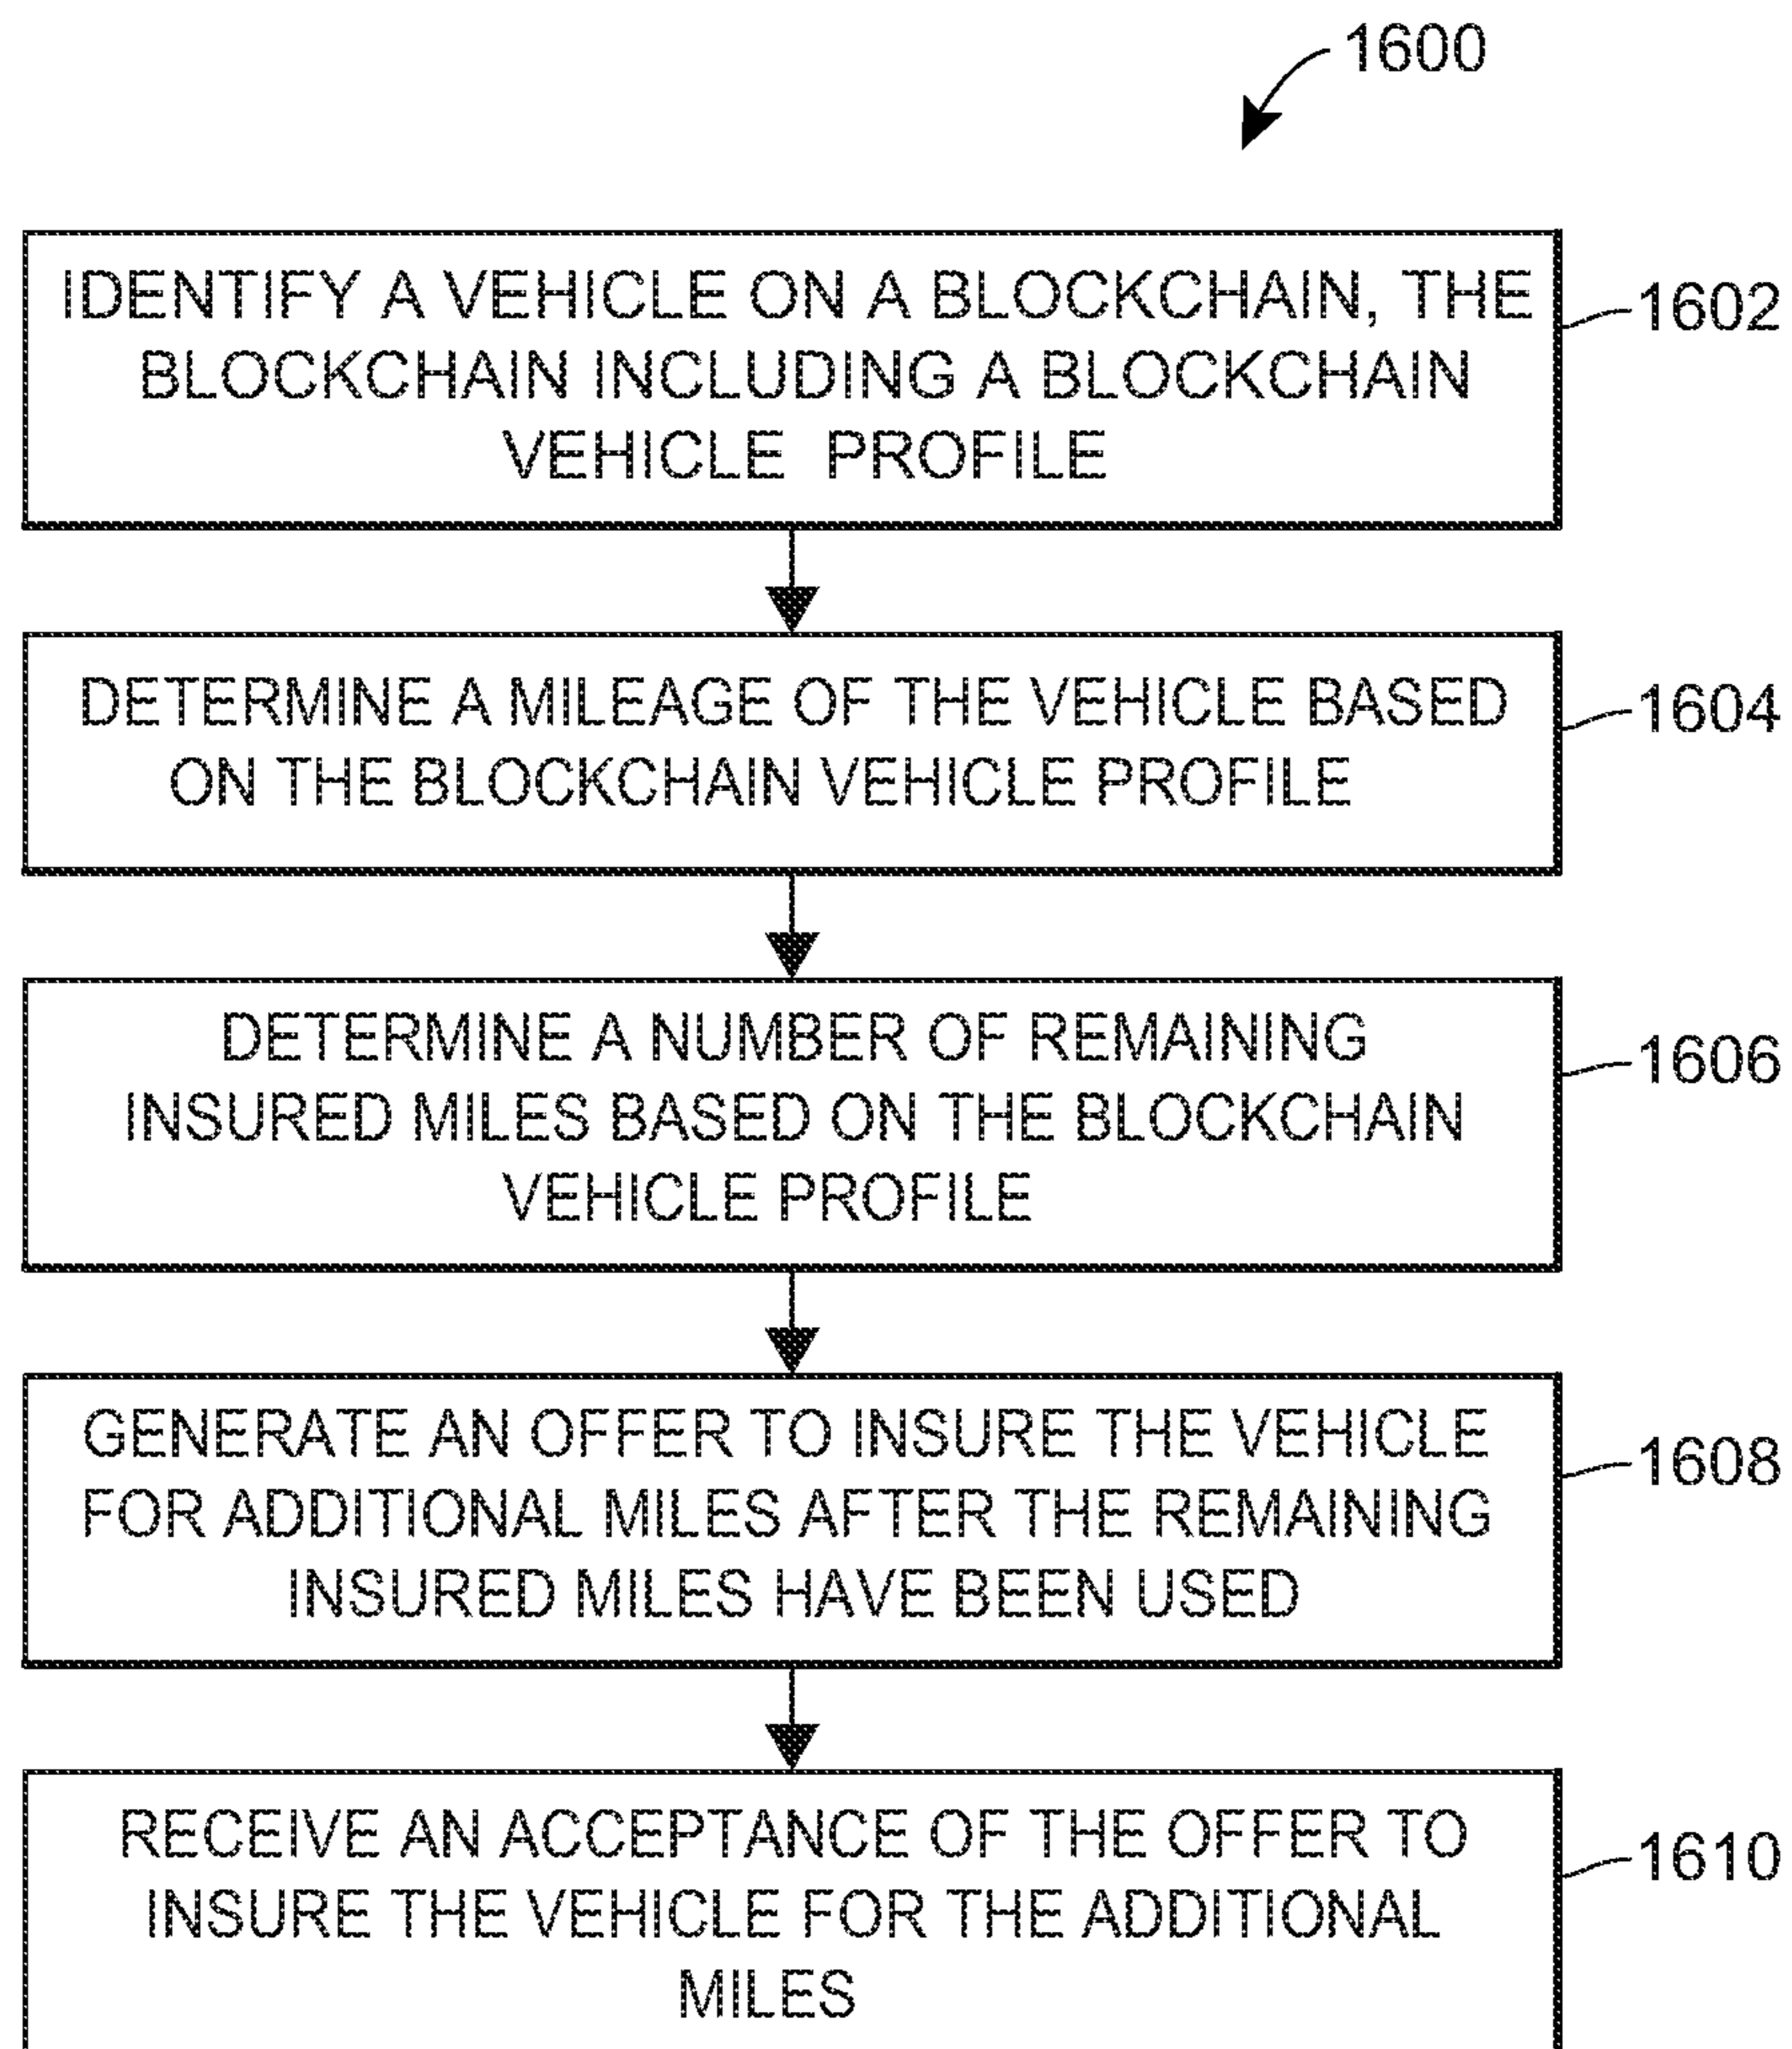 1600
IDENTIFY A VEHICLE ON A BLOCKCHAIN, THE
BLOCKCHAIN INCLUDING A BLOCKCHAIN
VEHICLE PROFILE
1602
DETERMINE A MILEAGE OF THE VEHICLE BASED
ON THE BLOCKCHAIN VEHICLE PROFILE
1604
DETERMINE A NUMBER OF REMAINING
INSURED MILES BASED ON THE BLOCKCHAIN
VEHICLE PROFILE
1606
GENERATE AN OFFER TO INSURE THE VEHICLE
FOR ADDITIONAL MILES AFTER THE REMAINING
INSURED MILES HAVE BEEN USED
1608
RECEIVE AN ACCEPTANCE OF THE OFFER TO
INSURE THE VEHICLE FOR THE ADDITIONAL
MILES
1610